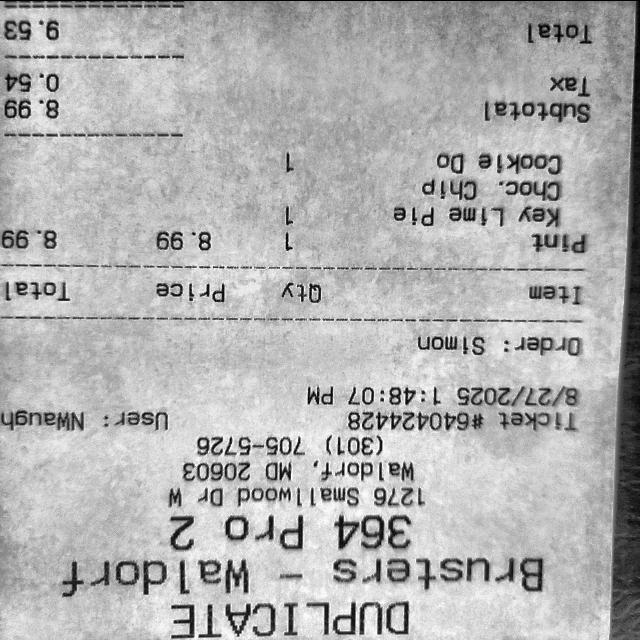 DUPLICATE
Brusters - Waldorf
364 Pro 2
1276 Smallwood Dr W
Waldorf, MD 20603
(301) 705-5726
Ticket #640424428 User: NWaugh
8/27/2025 1:48:07 PM
Order: Simon
Item Qty Price Total
Pint 1 8.99 8.99
Key Lime Pie 1
Choc. Chip
Cookie Do 1
Subtotal 8.99
Tax 0.54
Total 9.53